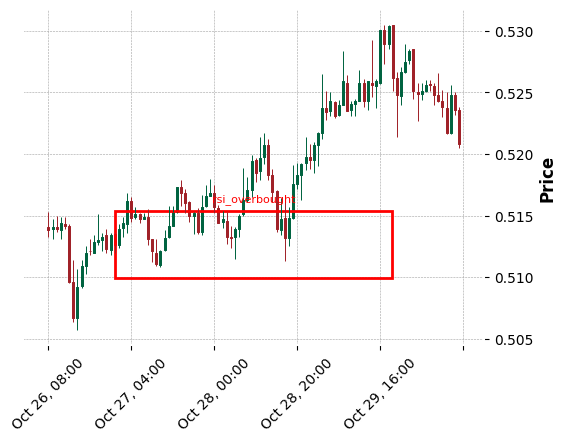 0.530
0.525
0.520
si_overbought
0.515
0.510
0.505
Price
Oct 26, 08:00
Oct 27, 04:00
Oct 28, 00:00
Oct 28, 20:00
Oct 29, 16:00